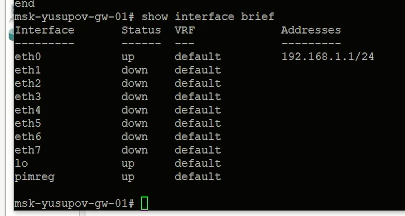 end
msk-yusupov-gw-01# show interface brief
Interface       Status  VRF             Addresses
---------       ------  ---             ---------
eth0            up      default         192.168.1.1/24
eth1            down    default
eth2            down    default
eth3            down    default
eth4            down    default
eth5            down    default
eth6            down    default
eth7            down    default
lo              up      default
pimreg          up      default

msk-yusupov-gw-01#